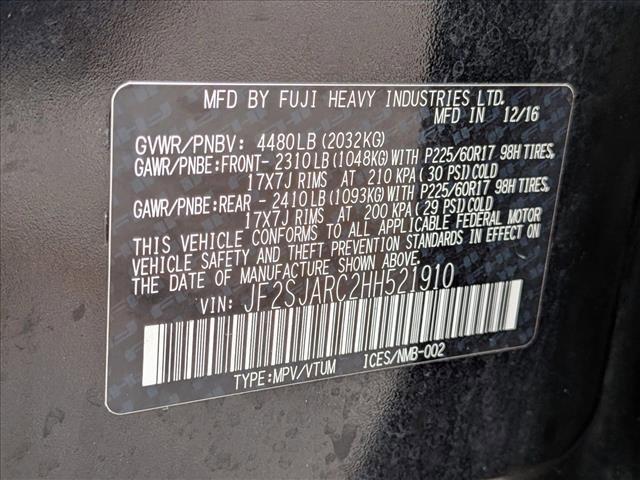 MFD BY FUJI HEAVY INDUSTRIES LTD.
MFD IN 12/16
GVWR/PNBV: 4480LB(2032KG)
GAWR/PNBE:FRONT- 2310LB(1048KG)WITH P225/60R17 98H TIRES,
17X7J RIMS AT 210 KPA(30 PSI)COLD
GAWR/PNBE:REAR - 2410LB(1093KG)WITH P225/60R17 98H TIRES,
17X7J RIMS AT 200 KPA(29 PSI)COLD
THIS VEHICLE CONFORMS TO ALL APPLICABLE FEDERAL MOTOR
VEHICLE SAFETY AND THEFT PREVENTION STANDARDS IN EFFECT ON
THE DATE OF MANUFACTURE SHOWN ABOVE.
VIN: JF2SJARC2HH521910
TYPE:MPV/VTUM ICES/NMB-002